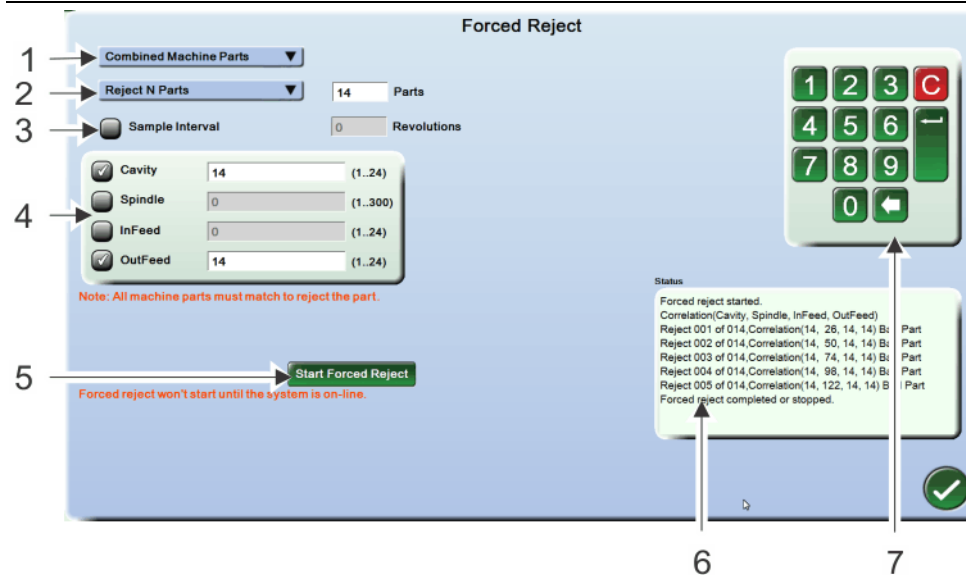 Forced Reject
1 Combined Machine Parts
2 Reject N Parts 14 Parts
3 Sample Interval 0 Revolutions
4
Cavity 14 (1..24)
Spindle 0 (1..300)
InFeed 0 (1..24)
OutFeed 14 (1..24)
Note: All machine parts must match to reject the part.
5 Start Forced Reject
Forced reject won't start until the system is on-line.
1 2 3 C
4 5 6
7 8 9
0
Status
Forced reject started.
Correlation(Cavity, Spindle, InFeed, OutFeed)
Reject 001 of 014,Correlation(14, 26, 14, 14) Part
Reject 002 of 014,Correlation(14, 50, 14, 14) Part
Reject 003 of 014,Correlation(14, 74, 14, 14) Part
Reject 004 of 014,Correlation(14, 98, 14, 14) Part
Reject 005 of 014,Correlation(14, 122, 14, 14) Part
Forced reject completed or stopped.
6 7